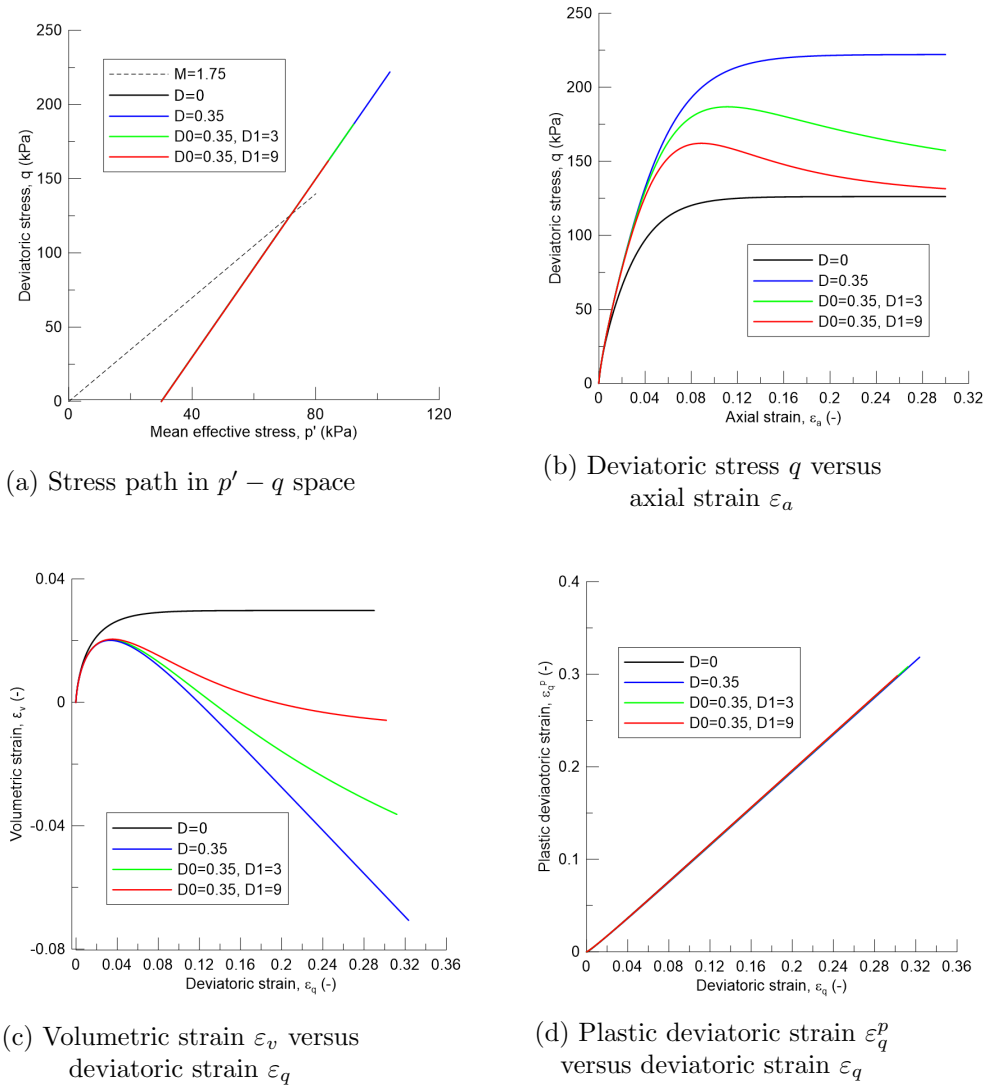 250
200
150
100
50
0
Deviatoric stress, q (kPa)
M=1.75
D=0
D=0.35
D0=0.35, D1=3
D0=0.35, D1=9
0 40 80 120
Mean effective stress, p' (kPa)
(a) Stress path in p′ − q space
250
200
150
100
50
0
Deviatoric stress, q (kPa)
D=0
D=0.35
D0=0.35, D1=3
D0=0.35, D1=9
0 0.04 0.08 0.12 0.16 0.20 0.24 0.28 0.32
Axial strain, εa (-)
(b) Deviatoric stress q versus
axial strain εa
0.04
0
-0.04
-0.08
Volumetric strain, εv (-)
D=0
D=0.35
D0=0.35, D1=3
D0=0.35, D1=9
0 0.04 0.08 0.12 0.16 0.20 0.24 0.28 0.32 0.36
Deviatoric strain, εq (-)
(c) Volumetric strain εv versus
deviatoric strain εq
0.4
0.3
0.2
0.1
0
Plastic deviaotoric strain, εqp (-)
D=0
D=0.35
D0=0.35, D1=3
D0=0.35, D1=9
0.04 0.08 0.12 0.16 0.2 0.24 0.28 0.32 0.36
Deviatoric strain, εq (-)
(d) Plastic deviatoric strain εqp
versus deviatoric strain εq